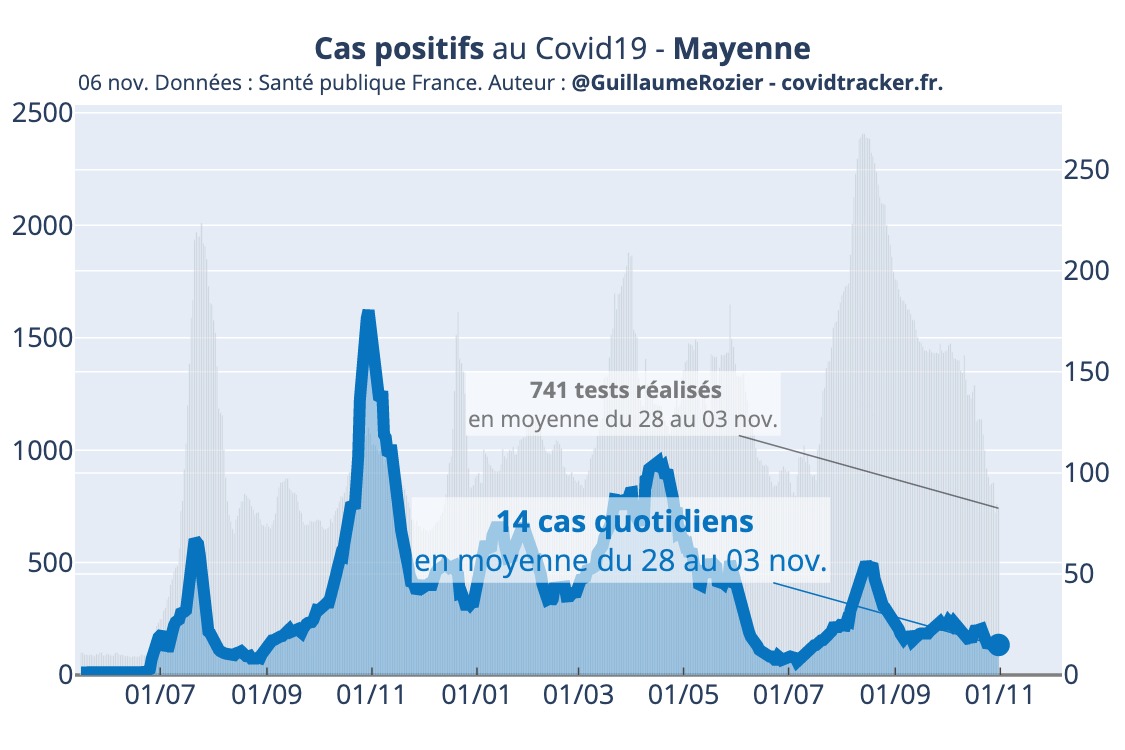 Cas positifs au Covid19 - Mayenne
06 nov. Données : Santé publique France. Auteur : @GuillaumeRozier - covidtracker.fr.
2500
250
2000
200
1500
150
741 tests réalisés
en moyenne du 28 au 03 nov.
1000
100
14 cas quotidiens
en moyenne du 28 au 03 nov.
500
50
0
0
01/07 01/09 01/11 01/01 01/03 01/05 01/07 01/09 01/11